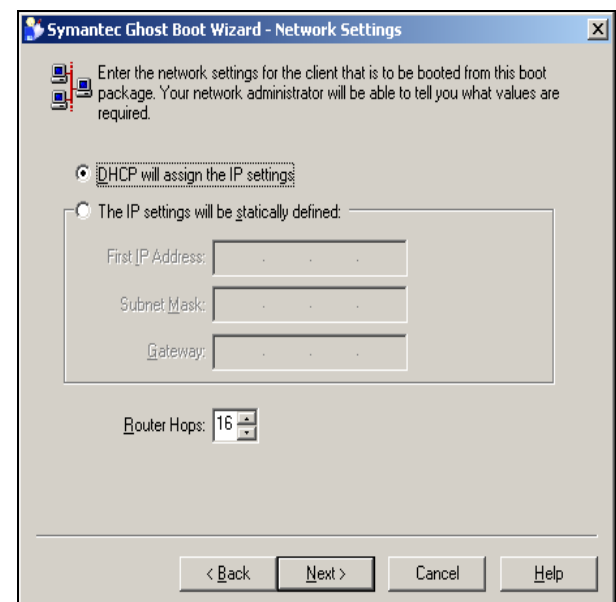 Symantec Ghost Boot Wizard - Network Settings
Enter the network settings for the client that is to be booted from this boot
package. Your network administrator will be able to tell you what values are
required.
DHCP will assign the IP settings
The IP settings will be statically defined:
First IP Address:
Subnet Mask:
Gateway:
Router Hops: 16
< Back Next > Cancel Help